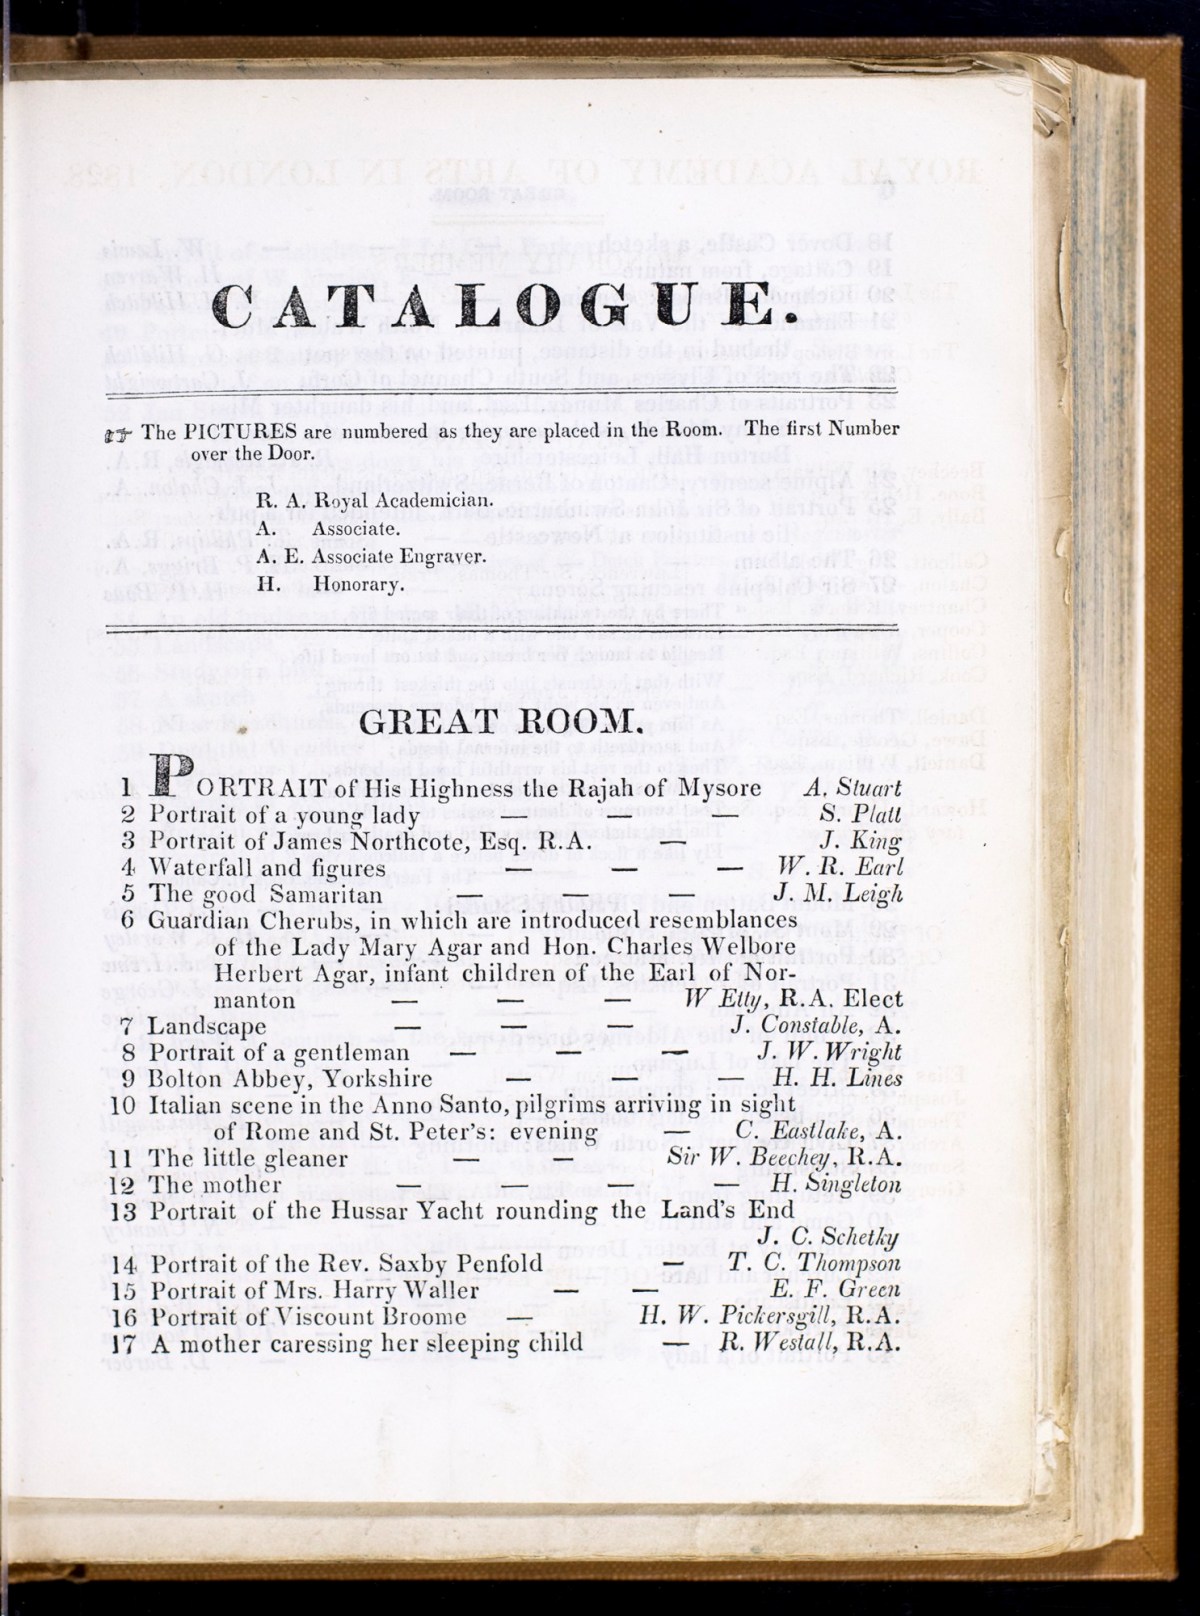 CATALOGUE.
☞ The PICTURES are numbered as they are placed in the Room. The first Number
over the Door.
R. A. Royal Academician.
A. Associate.
A. E. Associate Engraver.
H. Honorary.
GREAT ROOM.
1 PORTRAIT of His Highness the Rajah of Mysore A. Stuart
2 Portrait of a young lady — — — S. Platt
3 Portrait of James Northcote, Esq. R.A. — J. King
4 Waterfall and figures — — — W. R. Earl
5 The good Samaritan — — — J. M. Leigh
6 Guardian Cherubs, in which are introduced resemblances
of the Lady Mary Agar and Hon. Charles Welbore
Herbert Agar, infant children of the Earl of Nor-
manton — — — W Etty, R.A. Elect
7 Landscape — — — J. Constable, A.
8 Portrait of a gentleman — — — J. W. Wright
9 Bolton Abbey, Yorkshire — — — H. H. Lines
10 Italian scene in the Anno Santo, pilgrims arriving in sight
of Rome and St. Peter's: evening — C. Eastlake, A.
11 The little gleaner — — Sir W. Beechey, R.A.
12 The mother — — — — H. Singleton
13 Portrait of the Hussar Yacht rounding the Land's End
J. C. Schetky
14 Portrait of the Rev. Saxby Penfold — T. C. Thompson
15 Portrait of Mrs. Harry Waller — — E. F. Green
16 Portrait of Viscount Broome — H. W. Pickersgill, R.A.
17 A mother caressing her sleeping child — R. Westall, R.A.